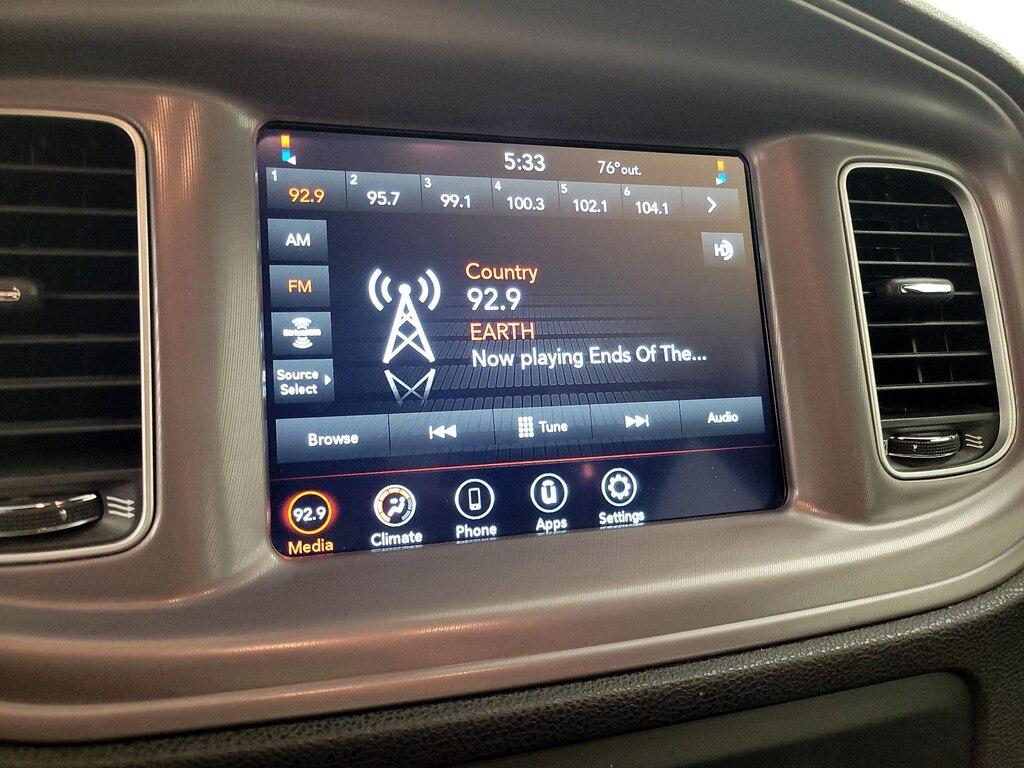 5:33 76° out.
1 92.9 2 95.7 3 99.1 4 100.3 5 102.1 6 104.1
AM
HD
FM
Country
92.9
EARTH
Now playing Ends Of The...
SiriusXM
Source
Select
Browse Tune Audio
92.9
Media Climate Phone Apps Settings